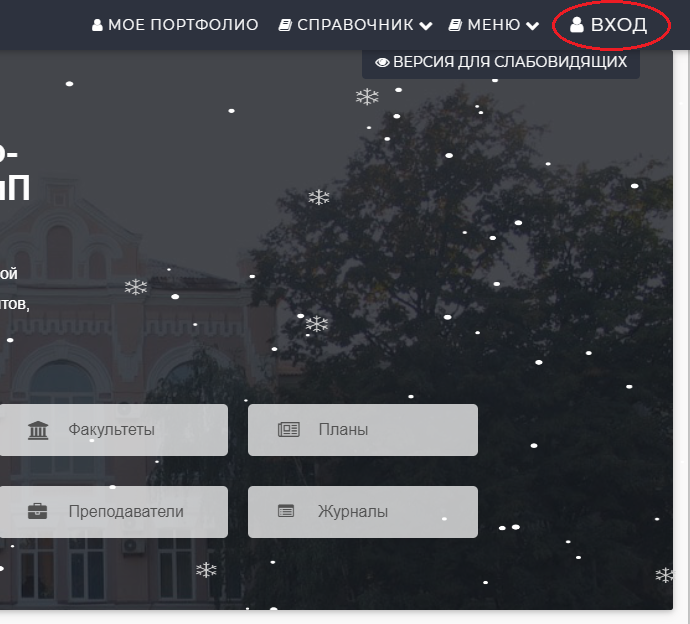 МОЕ ПОРТФОЛИО СПРАВОЧНИК МЕНЮ ВХОД
ВЕРСИЯ ДЛЯ СЛАБОВИДЯЩИХ
Факультеты Планы
Преподаватели Журналы